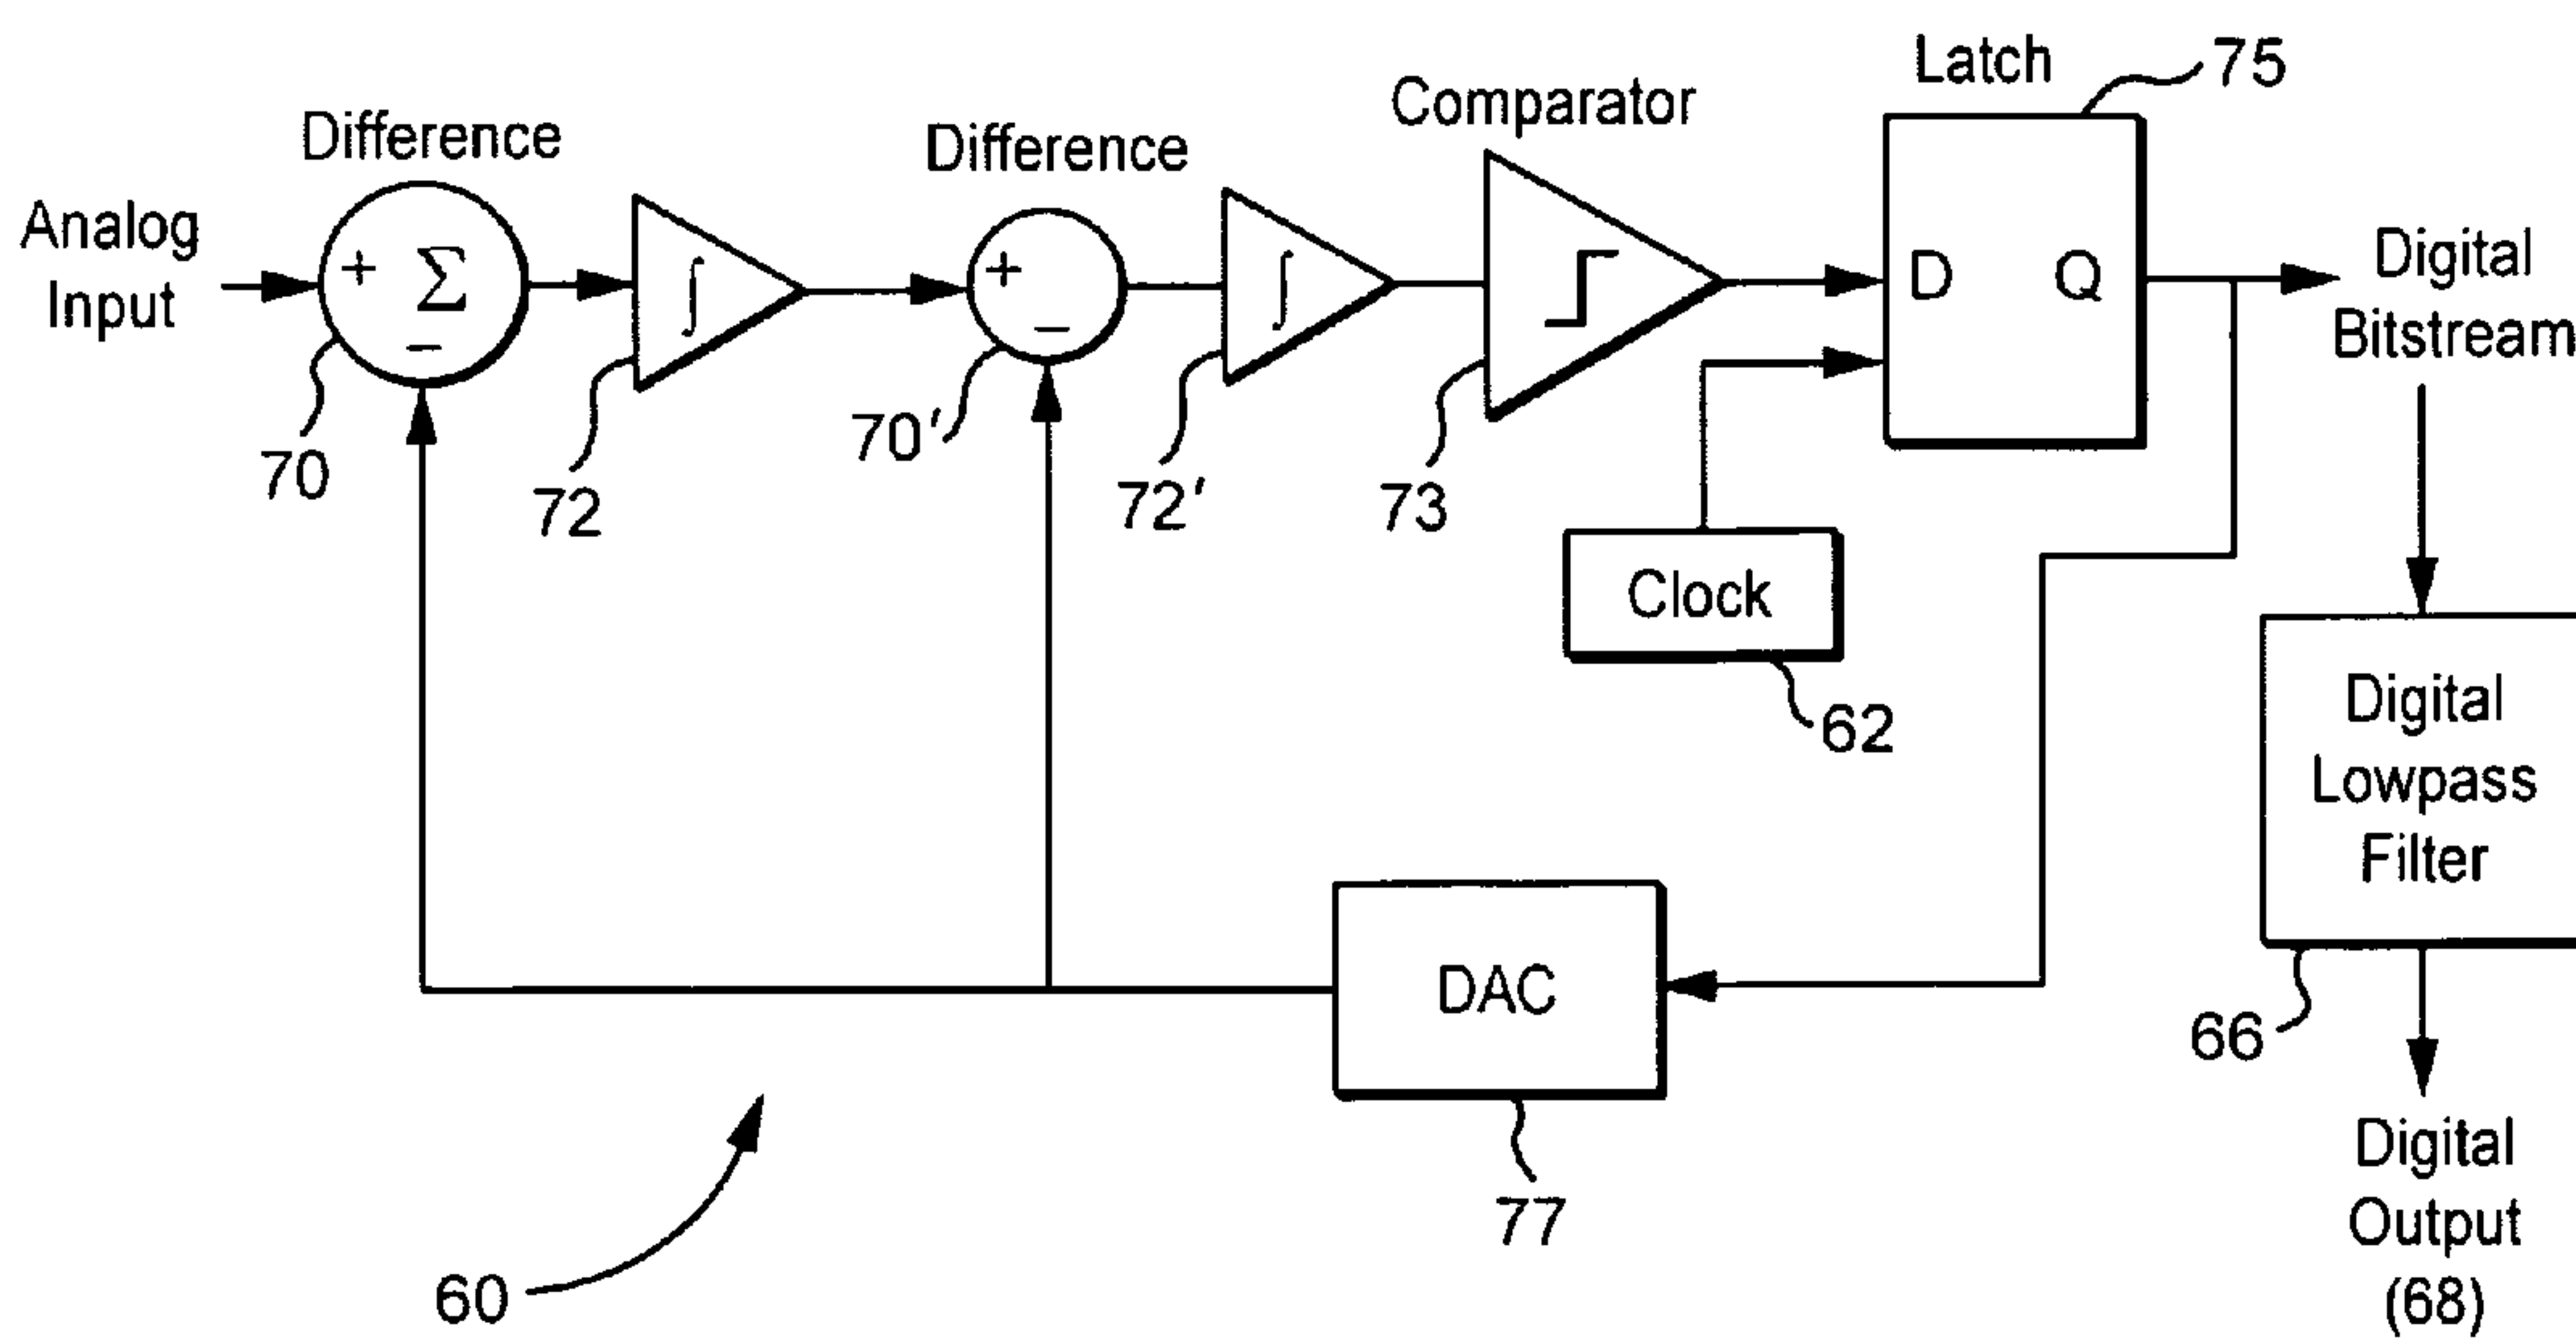 Latch
75
Comparator
Difference
Difference
Analog
Input
+ Σ
−
∫
+
−
∫
D Q
Digital
Bitstream
70
72
70'
72'
73
Clock
62
Digital
Lowpass
Filter
66
DAC
77
60
Digital
Output
(68)